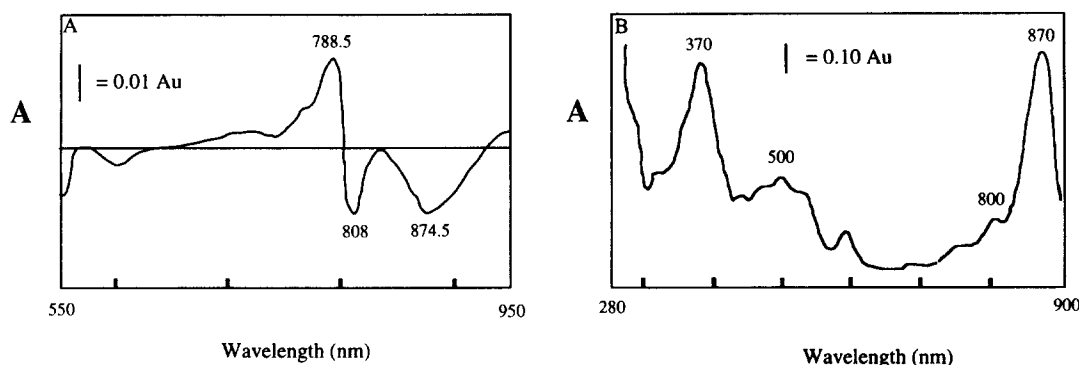 A
788.5
= 0.01 Au
A
808
874.5
550
950
Wavelength (nm)
B
370
870
= 0.10 Au
A
500
800
280
900
Wavelength (nm)